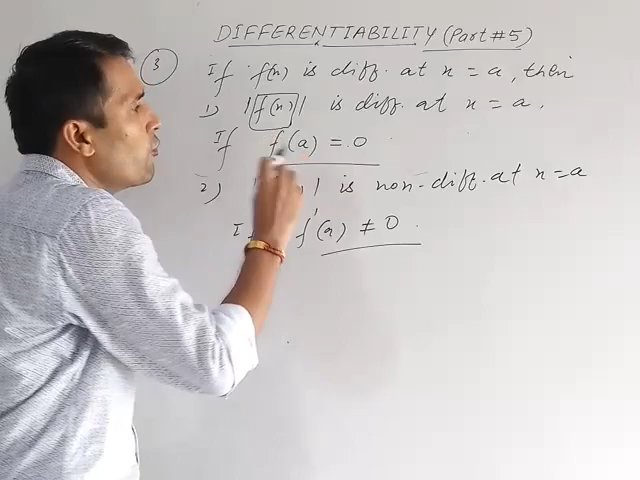 DIFFERENTIABILITY (Part #5)
3 If f(x) is diff. at x = a, then
1) |f(x)| is diff. at x = a.
If f(a) = 0
2) | | is non-diff. at x = a
f'(a) ≠ 0.